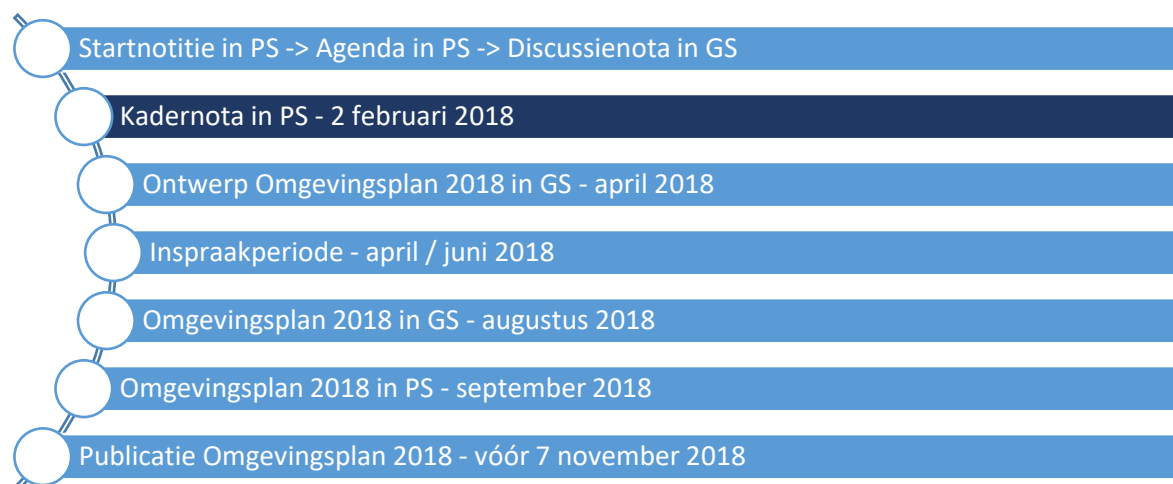 Startnotitie in PS -> Agenda in PS -> Discussienota in GS
Kadernota in PS - 2 februari 2018
Ontwerp Omgevingsplan 2018 in GS - april 2018
Inspraakperiode - april / juni 2018
Omgevingsplan 2018 in GS - augustus 2018
Omgevingsplan 2018 in PS - september 2018
Publicatie Omgevingsplan 2018 - vóór 7 november 2018